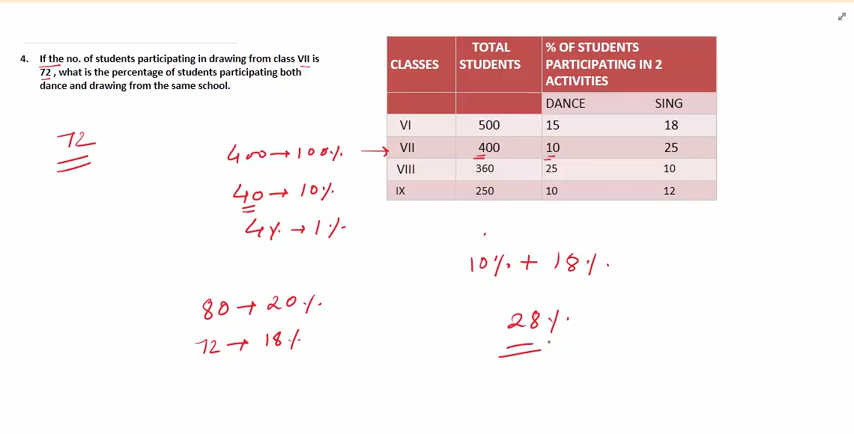 4. If the no. of students participating in drawing from class VII is
72 , what is the percentage of students participating both
dance and drawing from the same school.
CLASSES TOTAL STUDENTS % OF STUDENTS PARTICIPATING IN 2 ACTIVITIES
DANCE SING
VI 500 15 18
VII 400 10 25
VIII 360 25 10
IX 250 10 12
72
400 → 100%
40 → 10%
4% → 1%
80 → 20%
72 → 18%
10% + 18%
28%